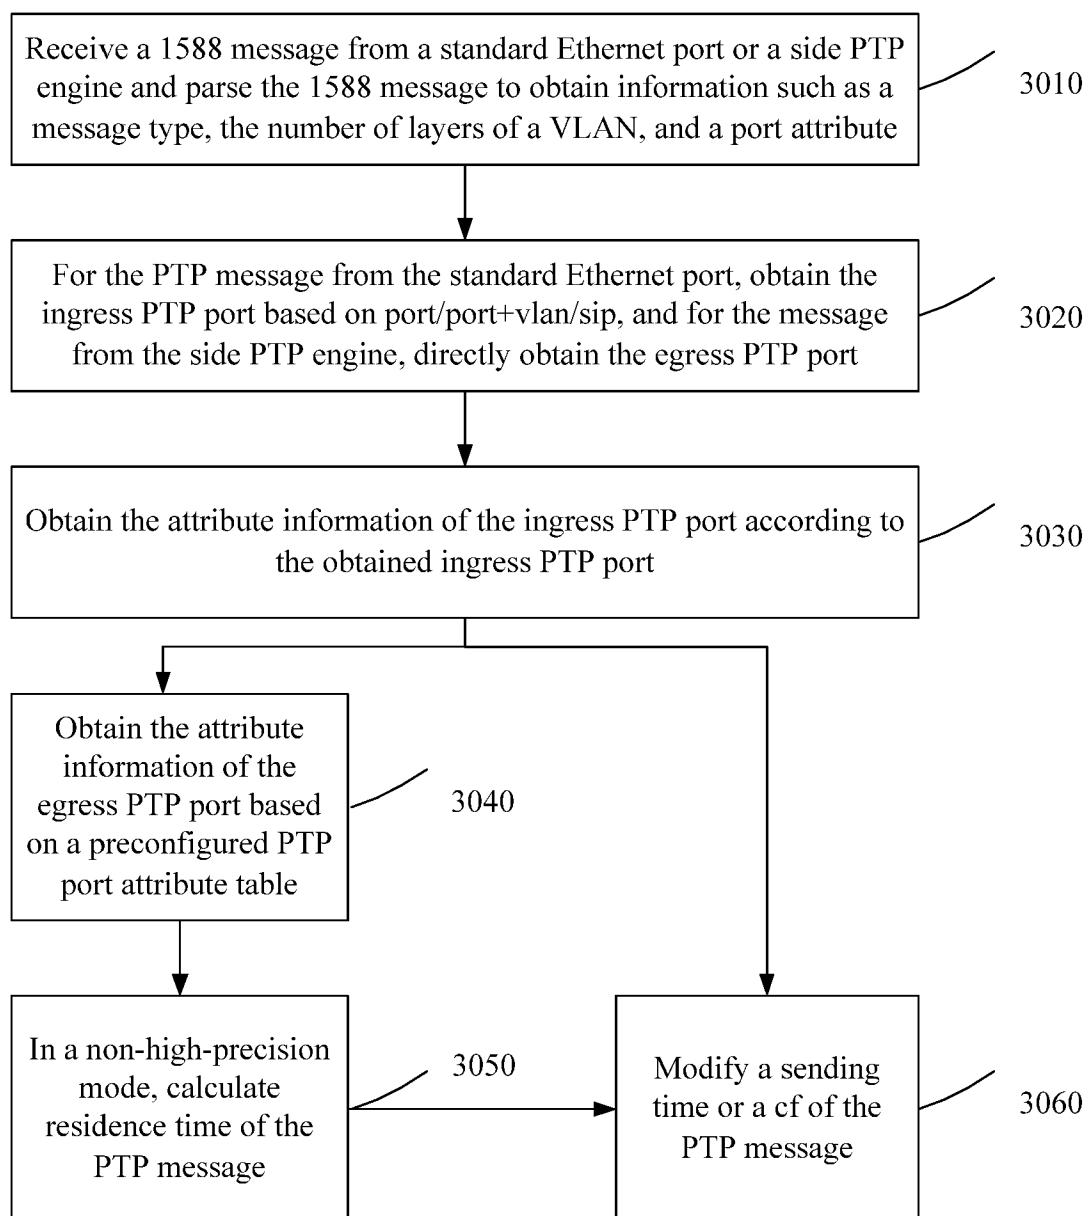 Receive a 1588 message from a standard Ethernet port or a side PTP
engine and parse the 1588 message to obtain information such as a
message type, the number of layers of a VLAN, and a port attribute
3010
For the PTP message from the standard Ethernet port, obtain the
ingress PTP port based on port/port+vlan/sip, and for the message
from the side PTP engine, directly obtain the egress PTP port
3020
Obtain the attribute information of the ingress PTP port according to
the obtained ingress PTP port
3030
Obtain the attribute
information of the
egress PTP port based
on a preconfigured PTP
port attribute table
3040
In a non-high-precision
mode, calculate
residence time of the
PTP message
3050
Modify a sending
time or a cf of the
PTP message
3060